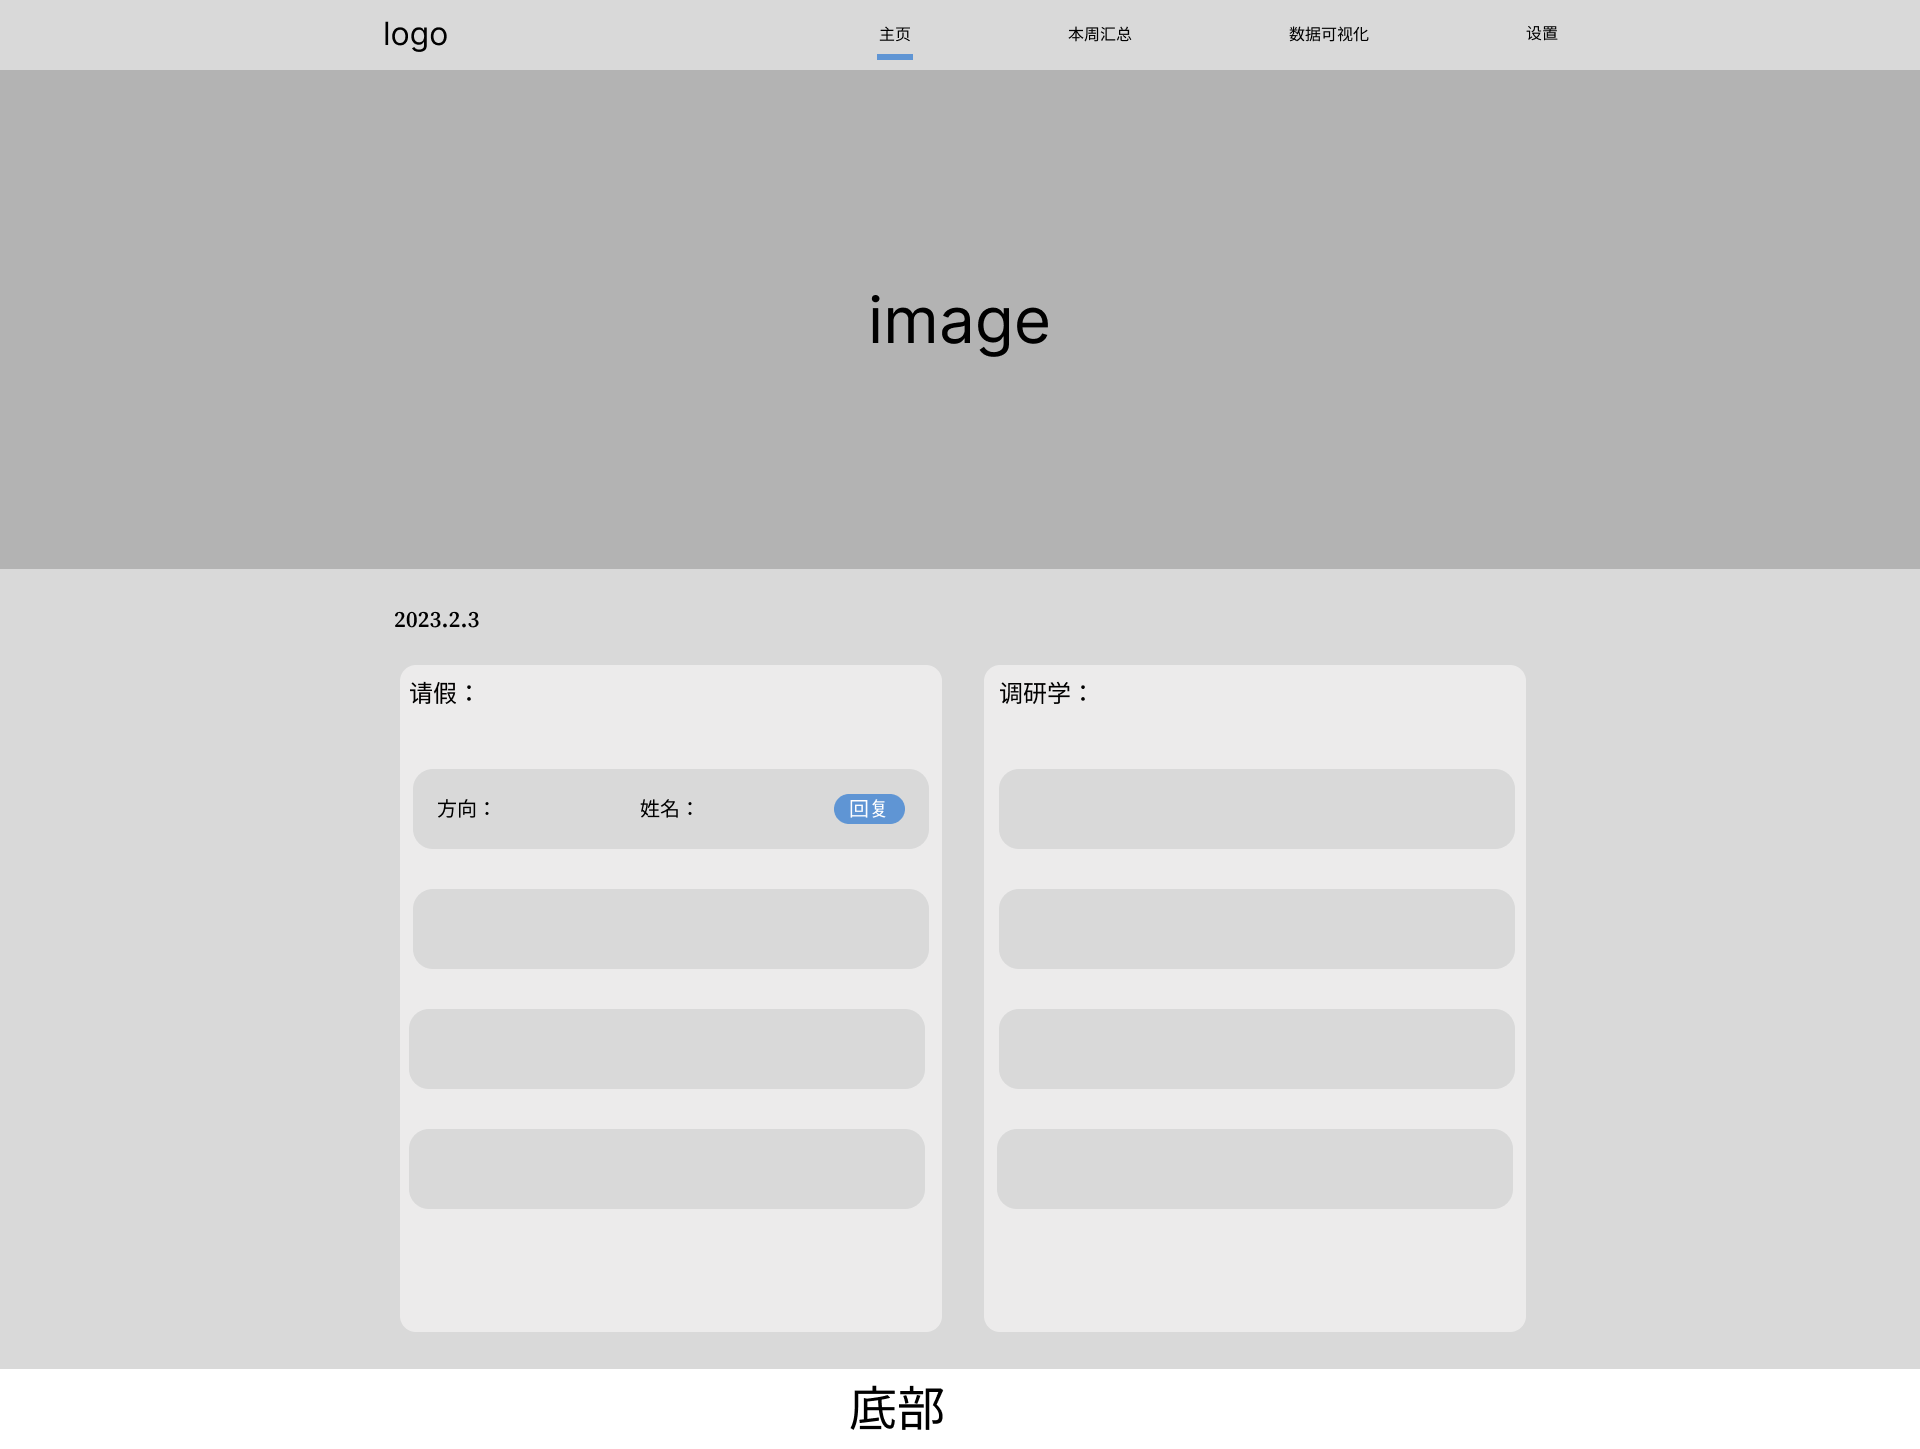 logo
主页
本周汇总
数据可视化
设置
image
2023.2.3
请假：
调研学：
方向：
姓名：
回复
底部